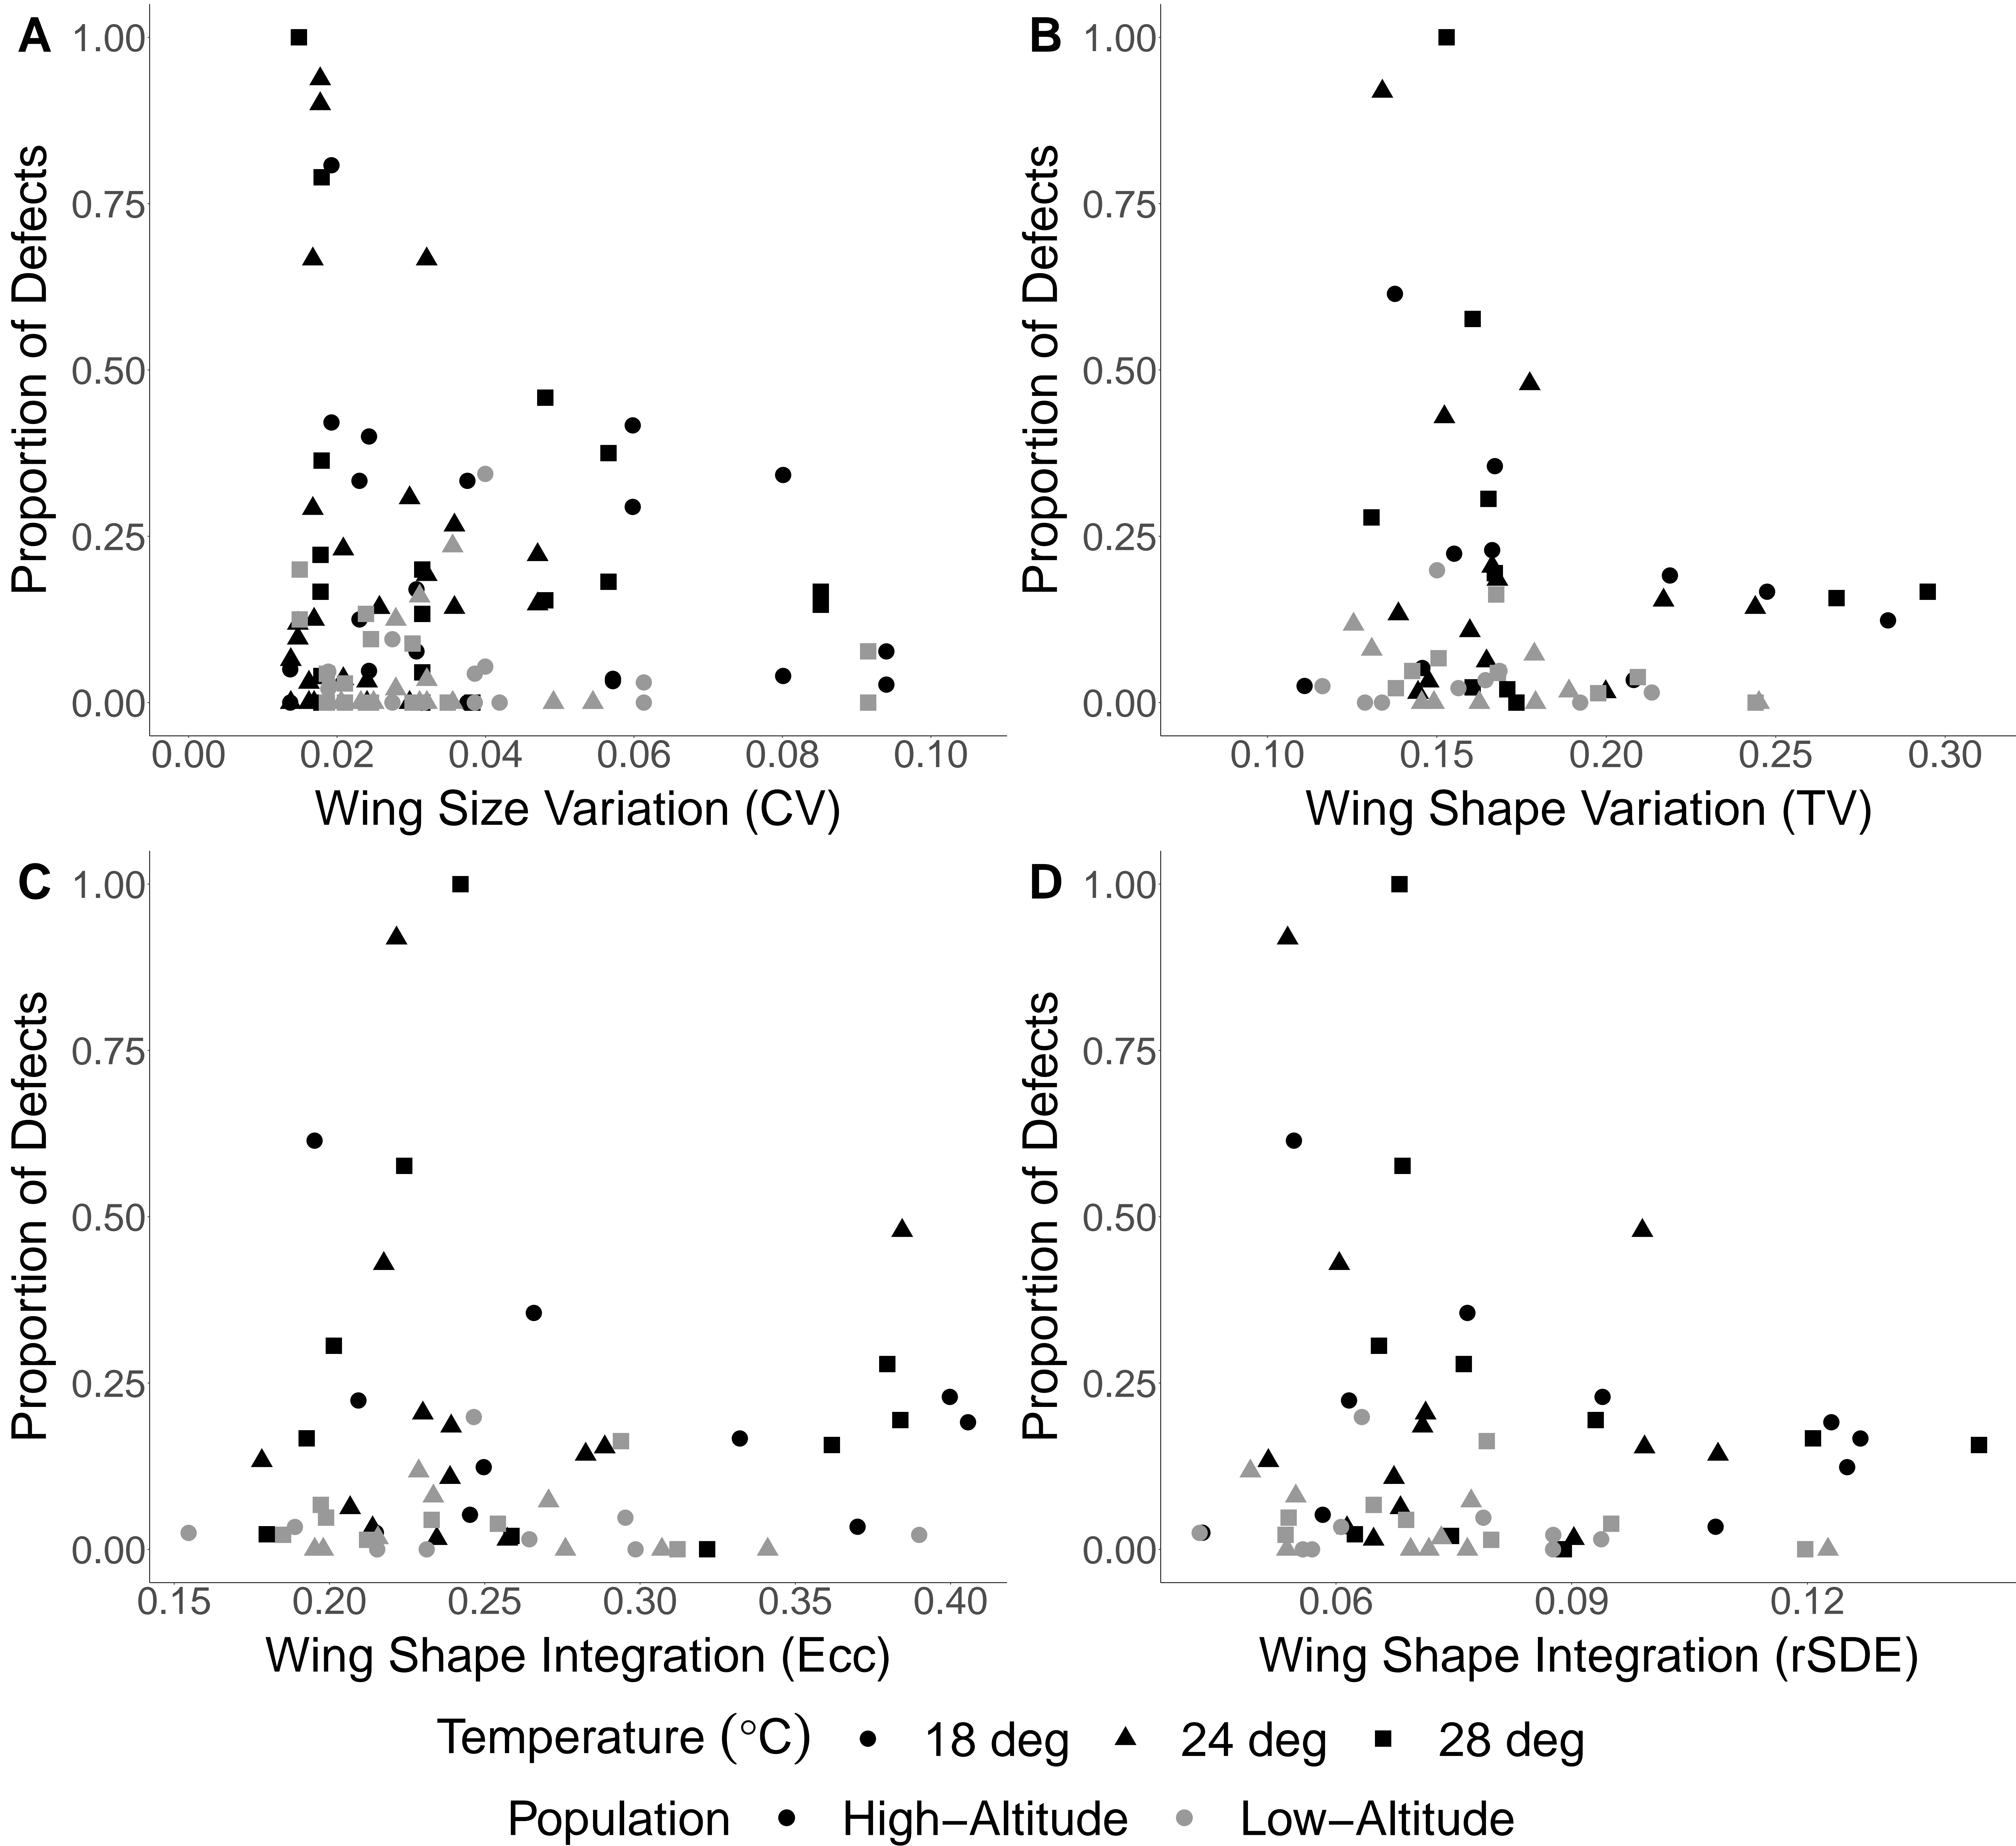 A
Proportion of Defects
1.00
0.75
0.50
0.25
0.00
0.00 0.02 0.04 0.06 0.08 0.10
Wing Size Variation (CV)
B
Proportion of Defects
1.00
0.75
0.50
0.25
0.00
0.10 0.15 0.20 0.25 0.30
Wing Shape Variation (TV)
C
Proportion of Defects
1.00
0.75
0.50
0.25
0.00
0.15 0.20 0.25 0.30 0.35 0.40
Wing Shape Integration (Ecc)
D
Proportion of Defects
1.00
0.75
0.50
0.25
0.00
0.06 0.09 0.12
Wing Shape Integration (rSDE)
Temperature (°C) 18 deg 24 deg 28 deg
Population High−Altitude Low−Altitude